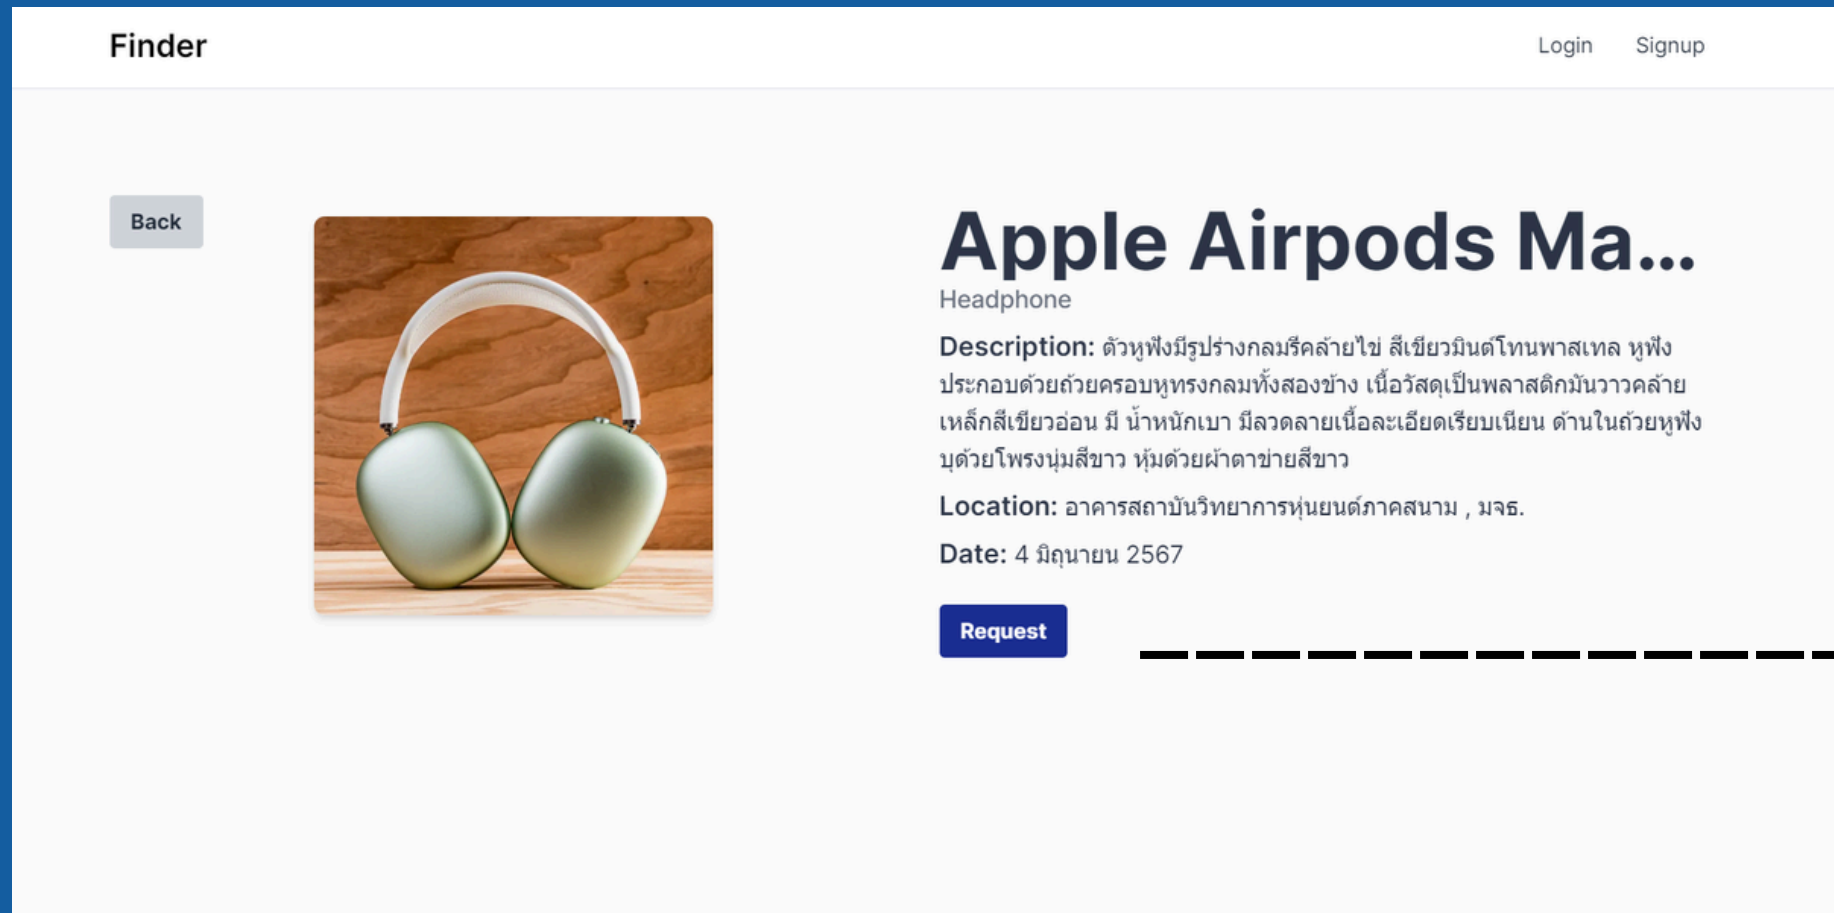 Finder
Login Signup
Back
Apple Airpods Ma...
Headphone
Description: ตัวหูฟังมีรูปร่างกลมรีคล้ายไข่ สีเขียวมินต์โทนพาสเทล หูฟัง
ประกอบด้วยถ้วยครอบหูทรงกลมทั้งสองข้าง เนื้อวัสดุเป็นพลาสติกมันวาวคล้าย
เหล็กสีเขียวอ่อน มี น้ำหนักเบา มีลวดลายเนื้อละเอียดเรียบเนียน ด้านในถ้วยหูฟัง
บุด้วยโพรงนุ่มสีขาว หุ้มด้วยผ้าตาข่ายสีขาว
Location: อาคารสถาบันวิทยาการหุ่นยนต์ภาคสนาม , มจธ.
Date: 4 มิถุนายน 2567
Request